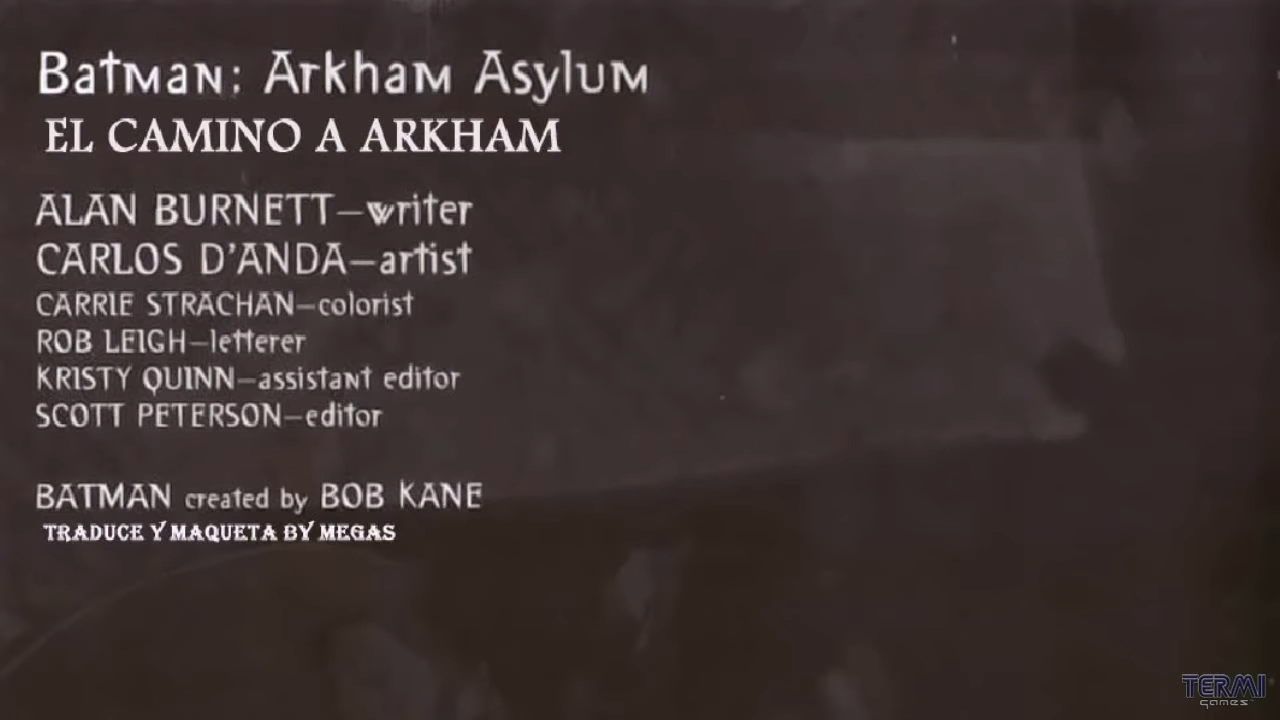 Batman: Arkham Asylum
EL CAMINO A ARKHAM
ALAN BURNETT—writer
CARLOS D'ANDA—artist
CARRIE STRACHAN—colorist
ROB LEIGH—letterer
KRISTY QUINN—assistant editor
SCOTT PETERSON—editor
BATMAN created by BOB KANE
TRADUCE Y MAQUETA BY MEGAS
TERMI
games